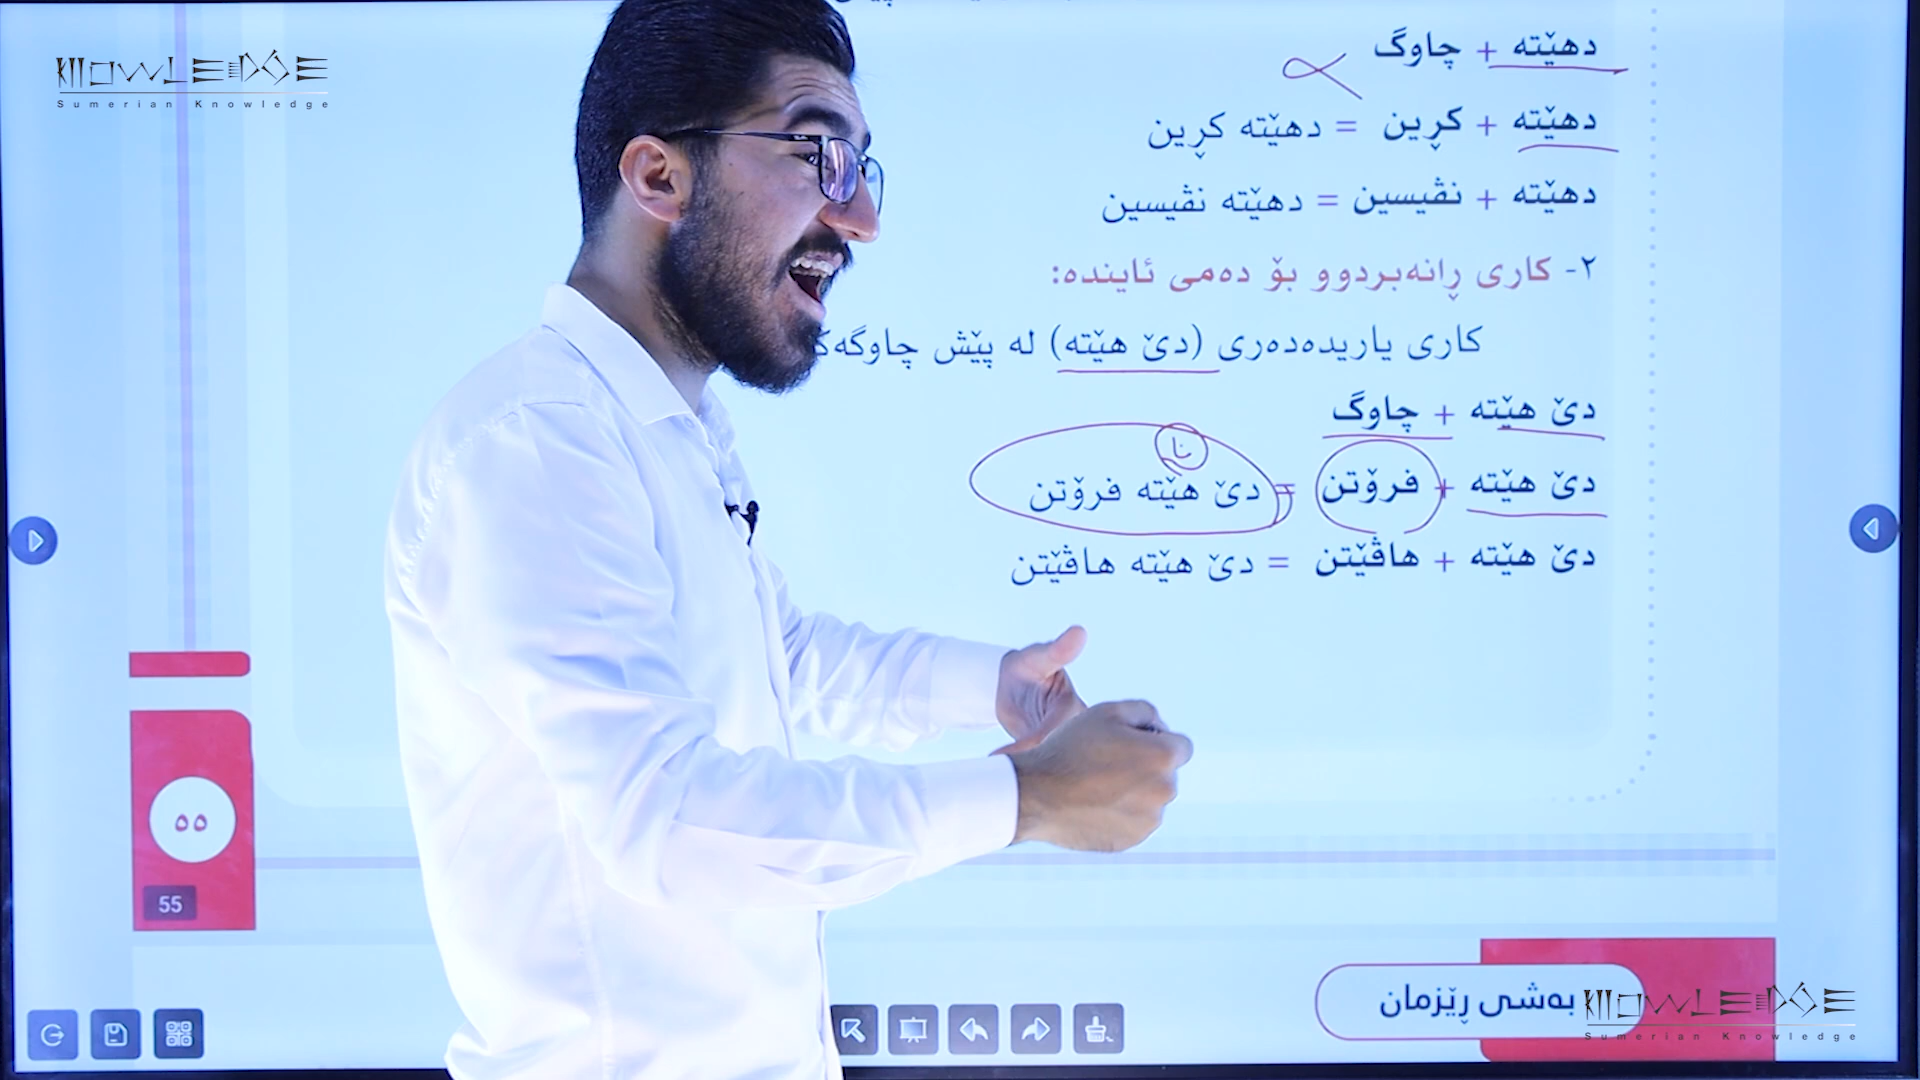 KNOWLEDGE
Sumerian Knowledge
دهێته + چاوگ
دهێته + کڕین = دهێته کڕین
دهێته + نڤیسین = دهێته نڤیسین
٢- کاری ڕانەبردوو بۆ دەمی ئایندە:
کاری یاریدەدەری (دێ هێته) لە پێش چاوگەک
دێ هێته + چاوگ
نا
دێ هێته + فرۆتن = دێ هێته فرۆتن
دێ هێته + هاڤێتن = دێ هێته هاڤێتن
٥٥
55
بەشی ڕێزمان
KNOWLEDGE
Sumerian Knowledge